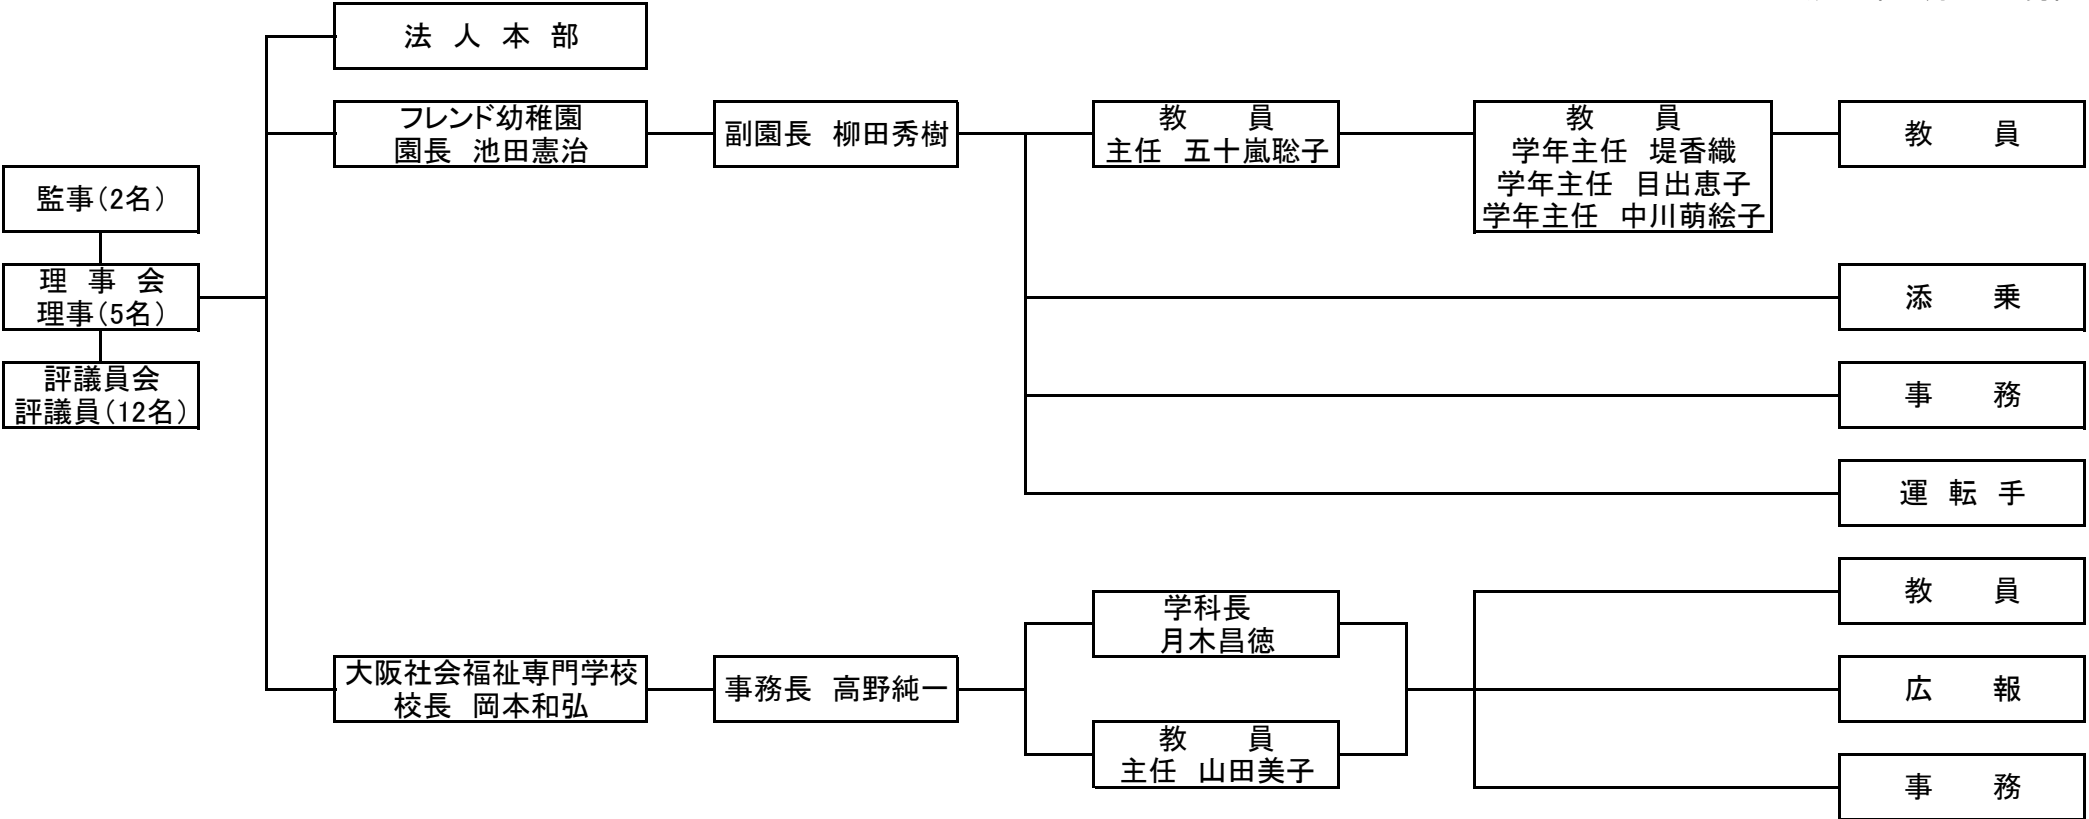 法　人　本　部
フレンド幼稚園
園長　池田憲治
副園長　柳田秀樹
教　　員
主任　五十嵐聡子
教　　員
学年主任　堤香織
学年主任　目出恵子
学年主任　中川萌絵子
教　　員
監事（2名）
理　事　会
理事（5名）
評議員会
評議員（12名）
添　　乗
事　　務
運　転　手
大阪社会福祉専門学校
校長　岡本和弘
事務長　高野純一
学科長
月木昌徳
教　　員
主任　山田美子
教　　員
広　　報
事　　務